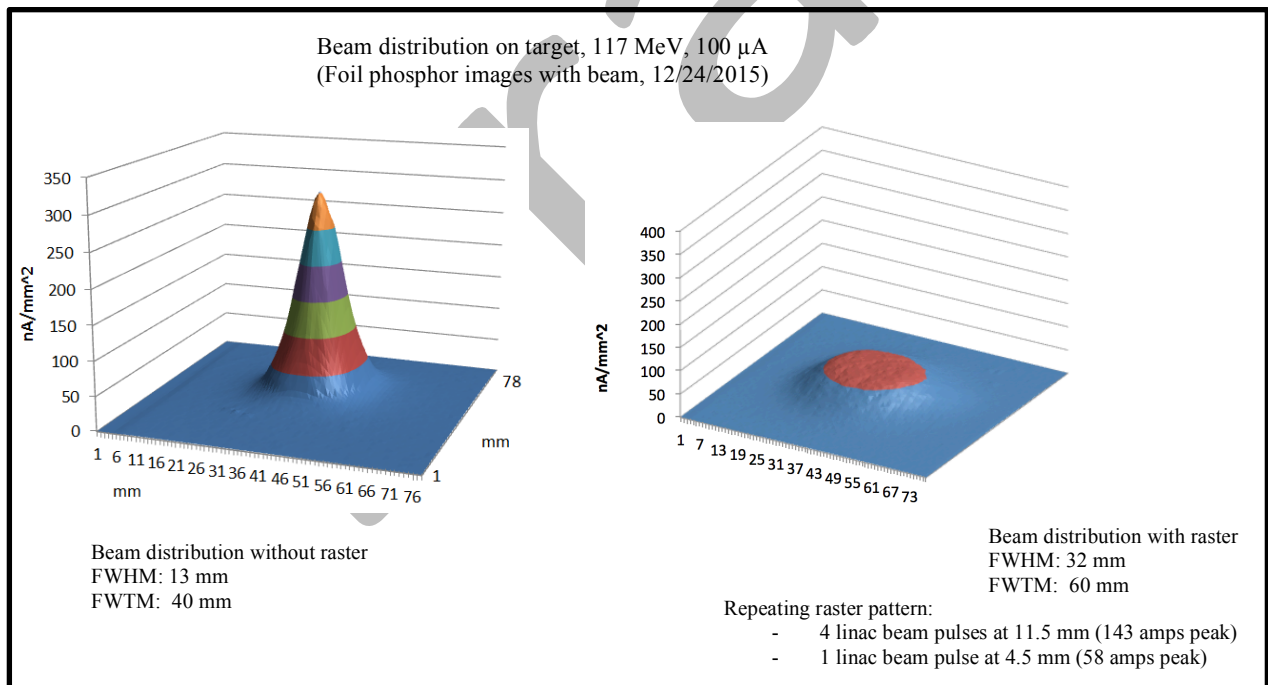 Beam distribution on target, 117 MeV, 100 µA
(Foil phosphor images with beam, 12/24/2015)
350
300
250
200
150
100
50
0
nA/mm^2
1 6 11 16 21 26 31 36 41 46 51 56 61 66 71 76
mm
1
78
mm
400
350
300
250
200
150
100
50
0
nA/mm^2
1 7 13 19 25 31 37 43 49 55 61 67 73
Beam distribution without raster
FWHM: 13 mm
FWTM: 40 mm
Beam distribution with raster
FWHM: 32 mm
FWTM: 60 mm
Repeating raster pattern:
- 4 linac beam pulses at 11.5 mm (143 amps peak)
- 1 linac beam pulse at 4.5 mm (58 amps peak)